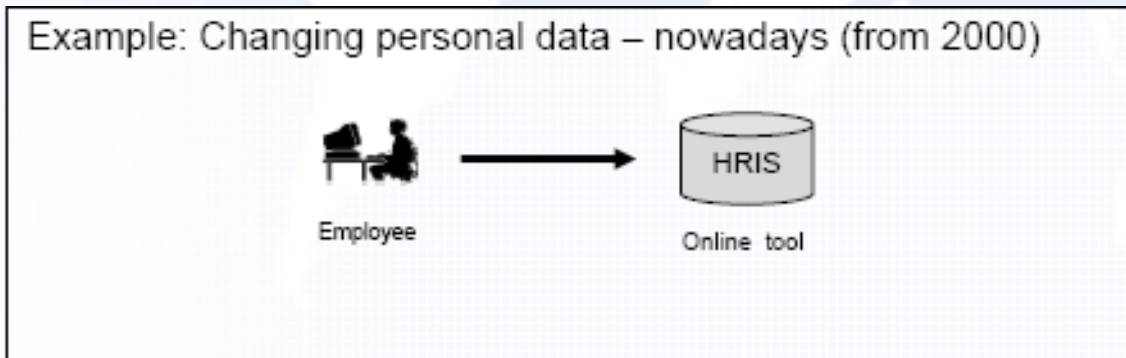 Example: Changing personal data – nowadays (from 2000)
HRIS
Employee
Online tool